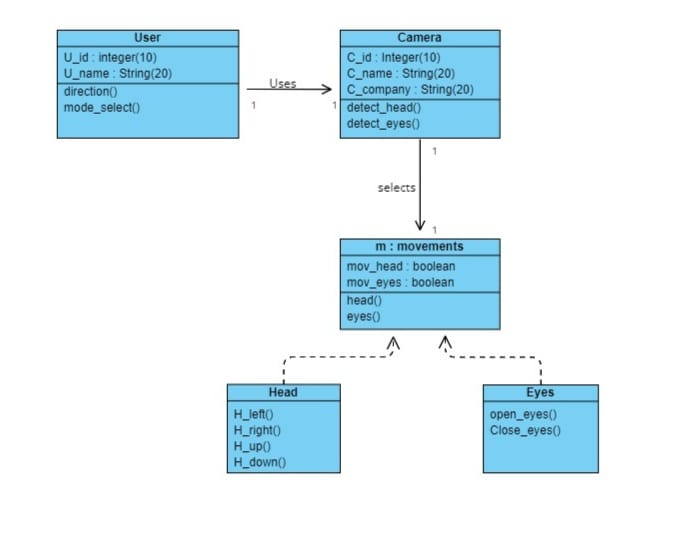 User
U_id : integer(10)
U_name : String(20)
direction()
mode_select()
Uses
1
1
Camera
C_id : Integer(10)
C_name : String(20)
C_company : String(20)
detect_head()
detect_eyes()
1
selects
1
m : movements
mov_head : boolean
mov_eyes : boolean
head()
eyes()
Head
H_left()
H_right()
H_up()
H_down()
Eyes
open_eyes()
Close_eyes()